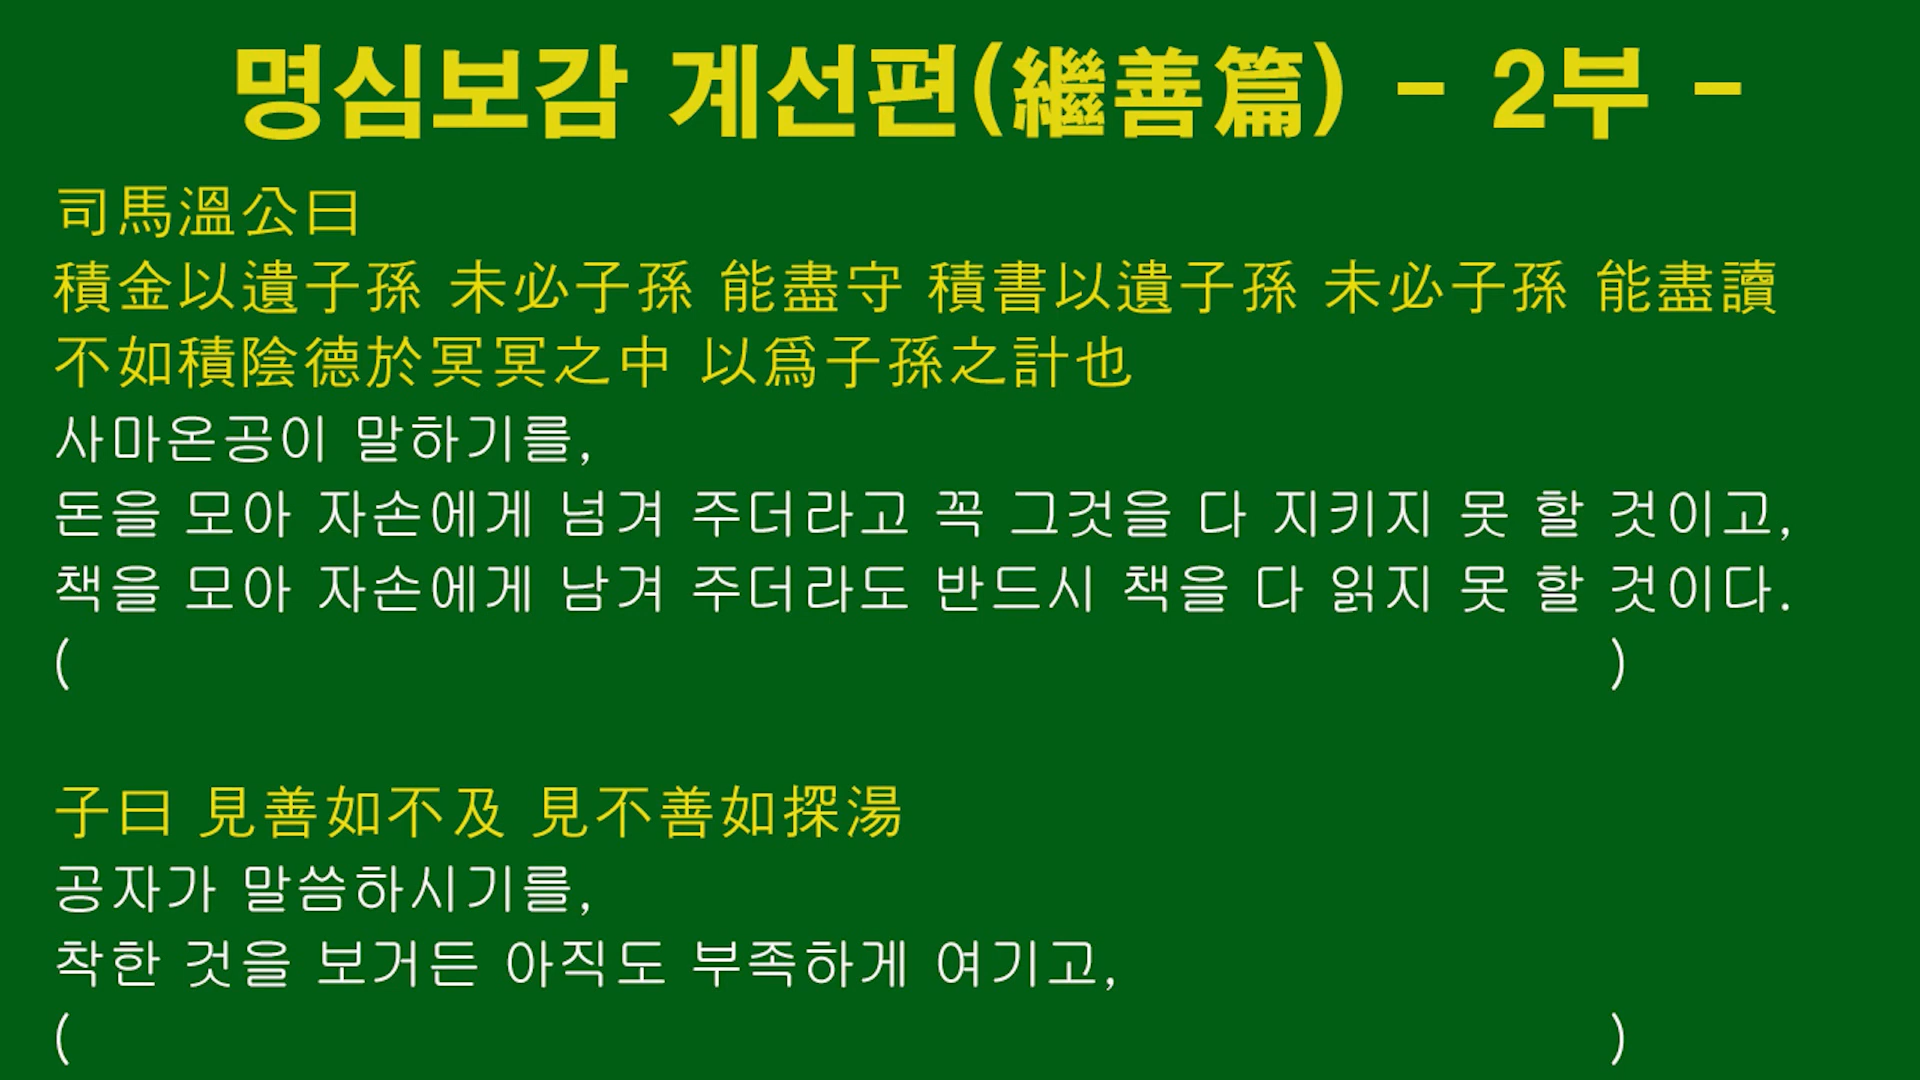 명심보감 계선편(繼善篇) - 2부 -
司馬溫公曰
積金以遺子孫 未必子孫 能盡守 積書以遺子孫 未必子孫 能盡讀
不如積陰德於冥冥之中 以爲子孫之計也
사마온공이 말하기를,
돈을 모아 자손에게 넘겨 주더라고 꼭 그것을 다 지키지 못 할 것이고,
책을 모아 자손에게 남겨 주더라도 반드시 책을 다 읽지 못 할 것이다.
( )
子曰 見善如不及 見不善如探湯
공자가 말씀하시기를,
착한 것을 보거든 아직도 부족하게 여기고,
( )